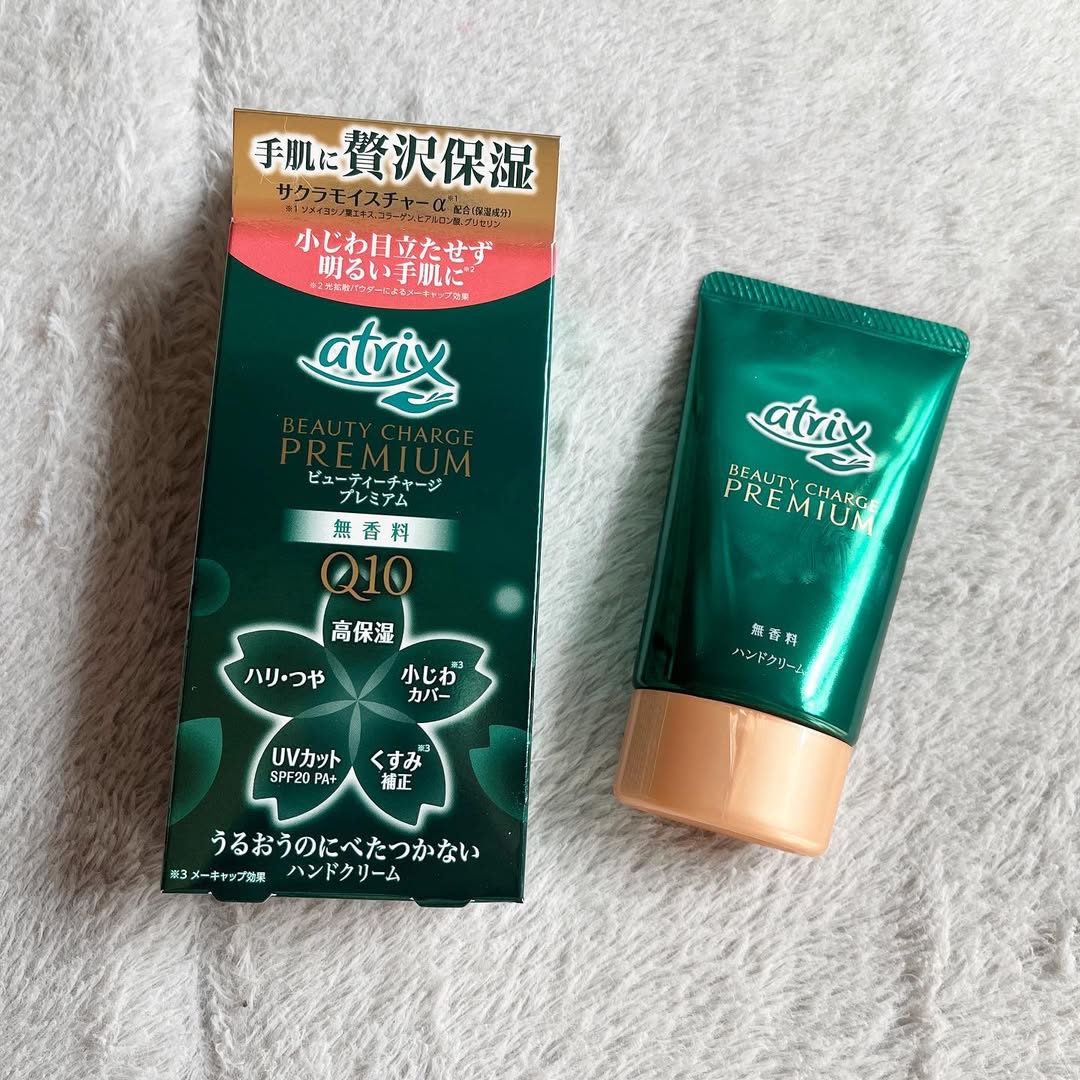 手肌に贅沢保湿
サクラモイスチャーα※1 配合(保湿成分)
※1 ソメイヨシノ葉エキス、コラーゲン、ヒアルロン酸、グリセリン
小じわ目立たせず
明るい手肌に※2
※2 光拡散パウダーによるメーキャップ効果
atrix
BEAUTY CHARGE
PREMIUM
ビューティーチャージ
プレミアム
無香料
Q10
高保湿
ハリ・つや
小じわ※3
カバー
UVカット
SPF20 PA+
くすみ※3
補正
うるおうのにべたつかない
ハンドクリーム
※3 メーキャップ効果
atrix
BEAUTY CHARGE
PREMIUM
無香料
ハンドクリーム